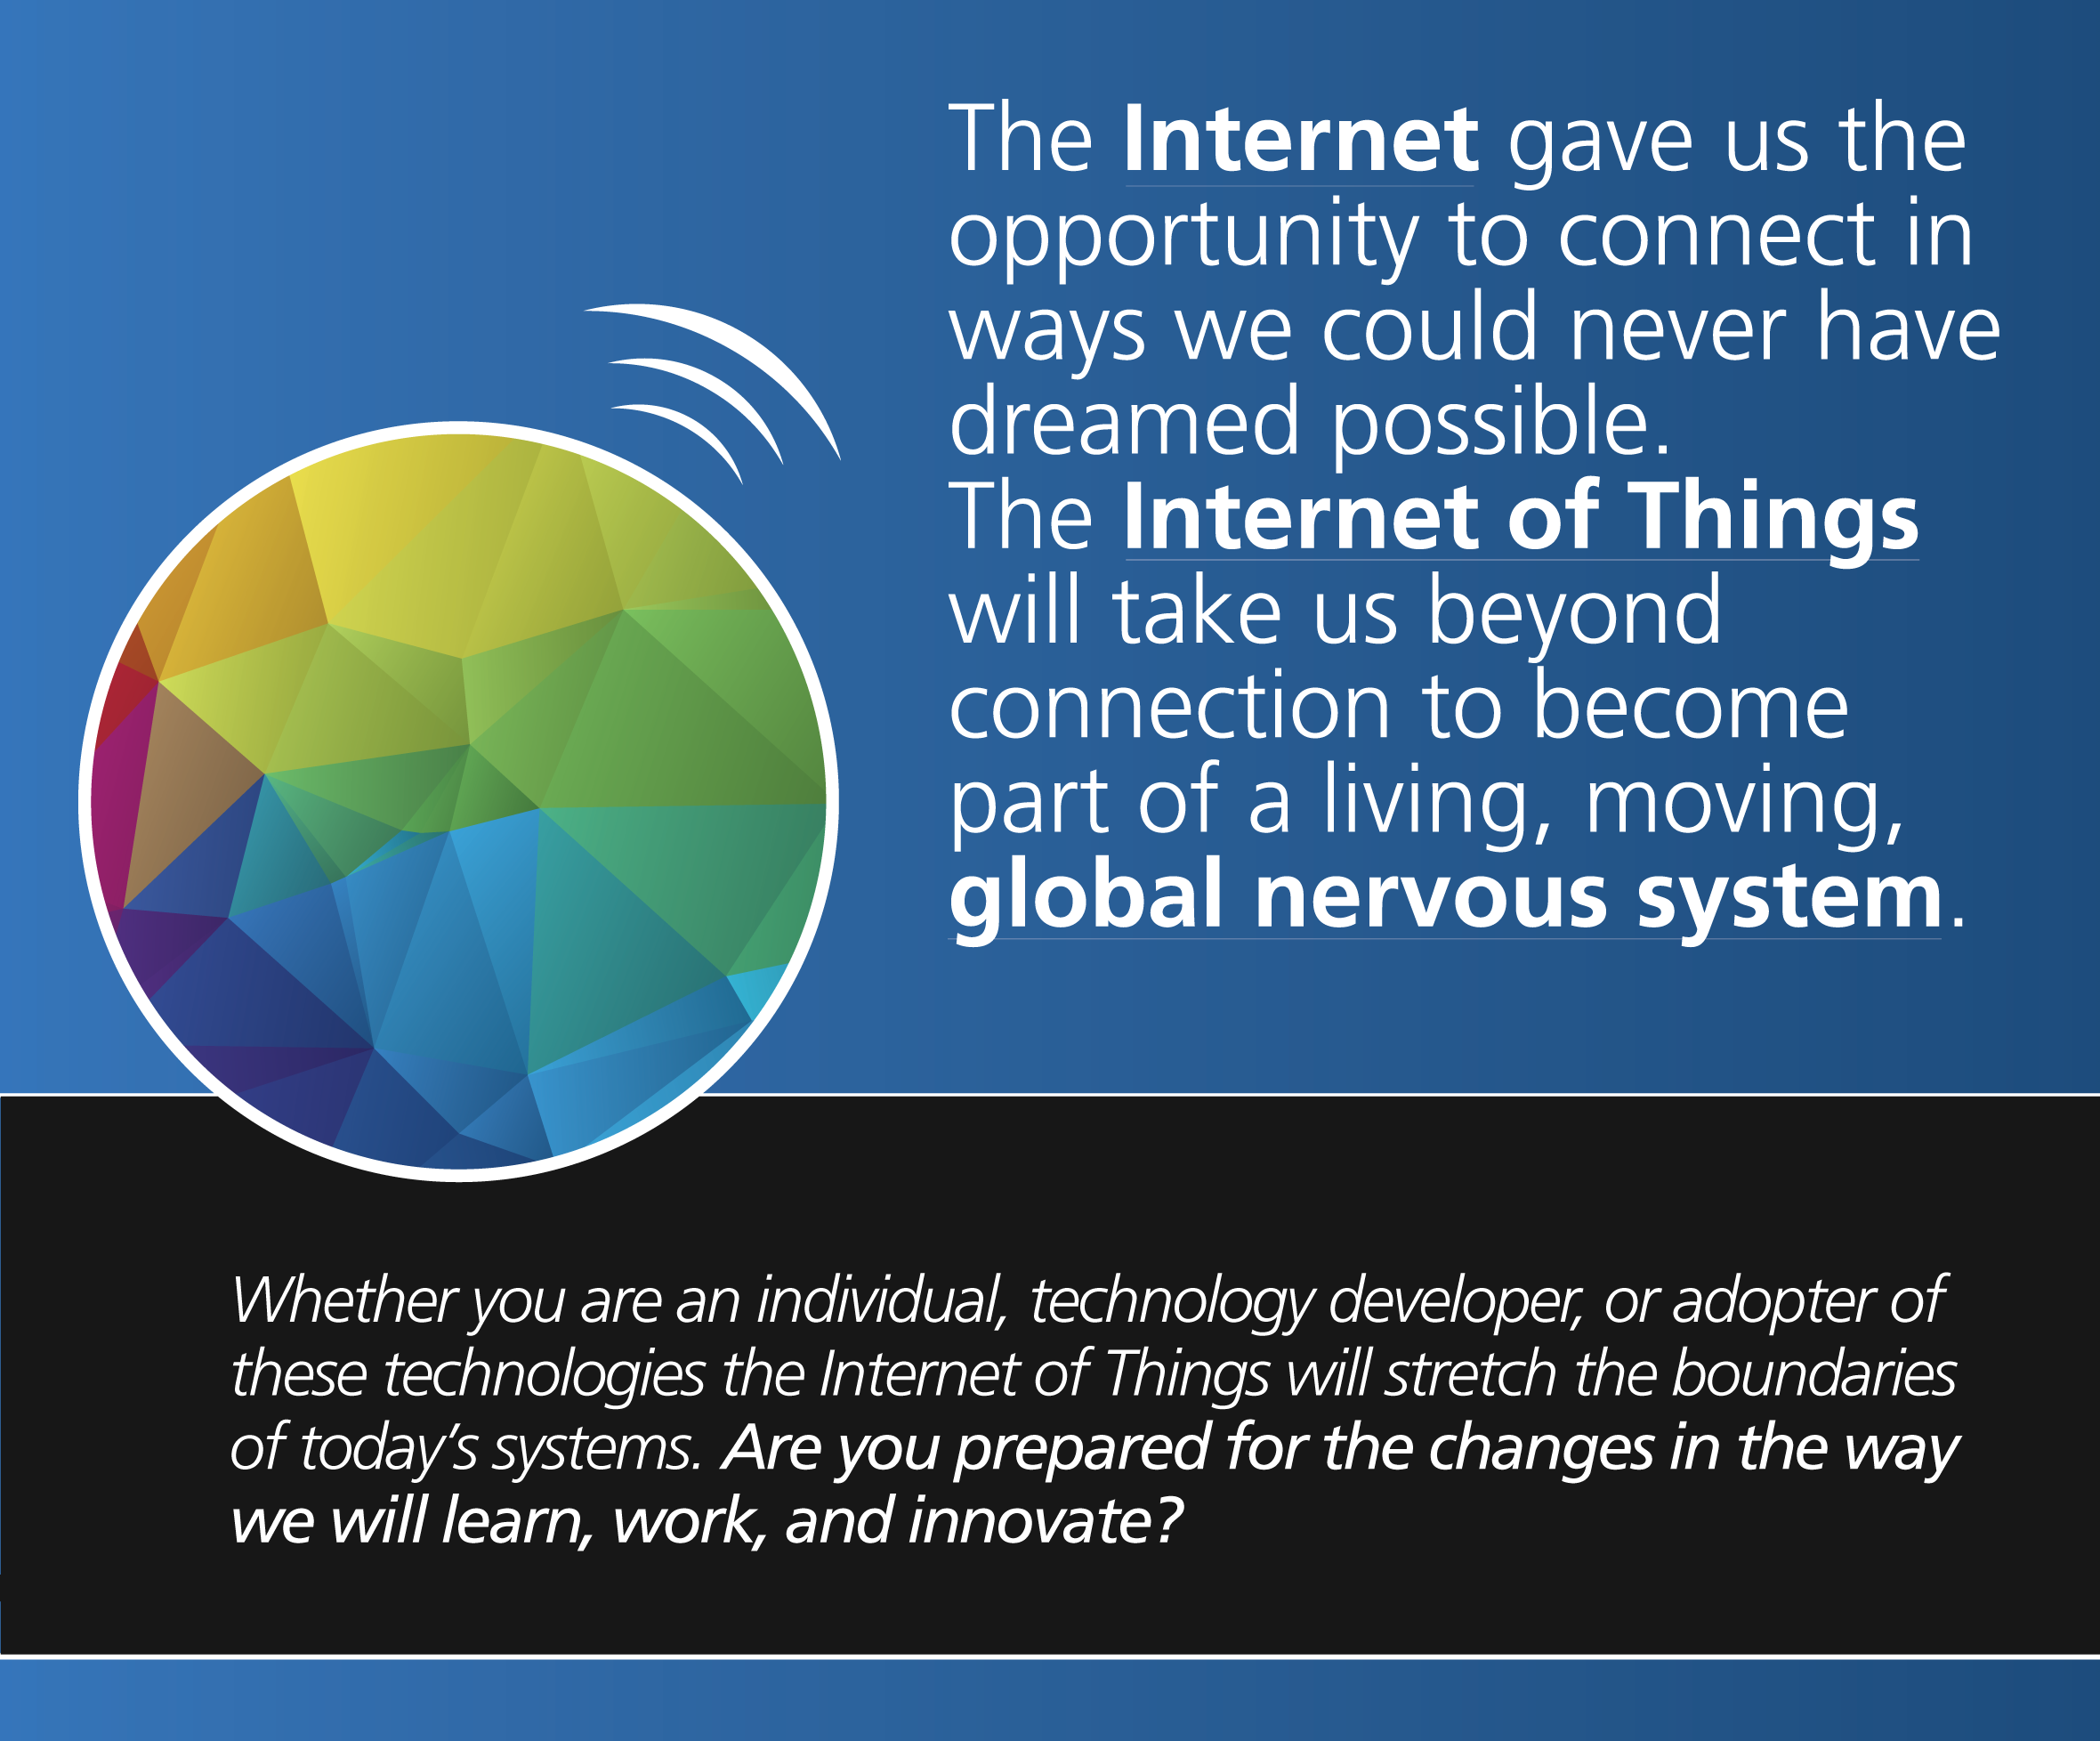 The Internet gave us the
opportunity to connect in
ways we could never have
dreamed possible.
The Internet of Things
will take us beyond
connection to become
part of a living, moving,
global nervous system.
Whether you are an individual, technology developer, or adopter of
these technologies the Internet of Things will stretch the boundaries
of today’s systems. Are you prepared for the changes in the way
we will learn, work, and innovate?